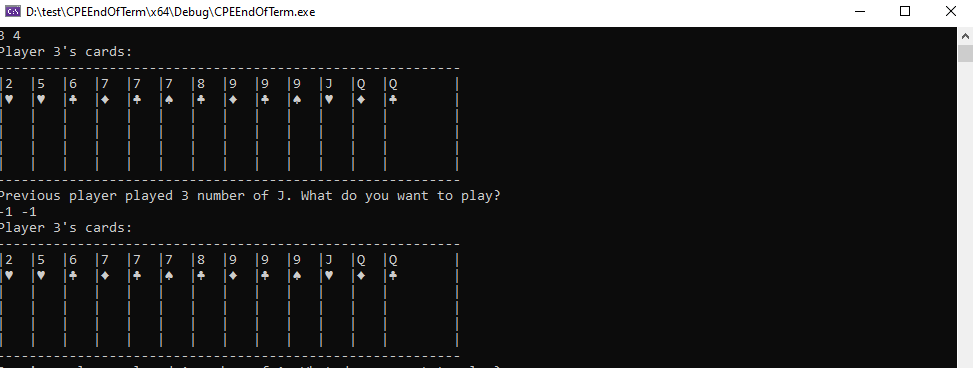 D:\test\CPEEndOfTerm\x64\Debug\CPEEndOfTerm.exe
3 4
Player 3's cards:
---------------------------------------------------------
|2 |5 |6 |7 |7 |7 |8 |9 |9 |9 |J |Q |Q |
|♥ |♥ |♣ |♦ |♣ |♠ |♣ |♦ |♣ |♠ |♥ |♦ |♣ |
| | | | | | | | | | | | | |
| | | | | | | | | | | | | |
| | | | | | | | | | | | | |
| | | | | | | | | | | | | |
---------------------------------------------------------
Previous player played 3 number of J. What do you want to play?
-1 -1
Player 3's cards:
---------------------------------------------------------
|2 |5 |6 |7 |7 |7 |8 |9 |9 |9 |J |Q |Q |
|♥ |♥ |♣ |♦ |♣ |♠ |♣ |♦ |♣ |♠ |♥ |♦ |♣ |
| | | | | | | | | | | | | |
| | | | | | | | | | | | | |
| | | | | | | | | | | | | |
| | | | | | | | | | | | | |
---------------------------------------------------------